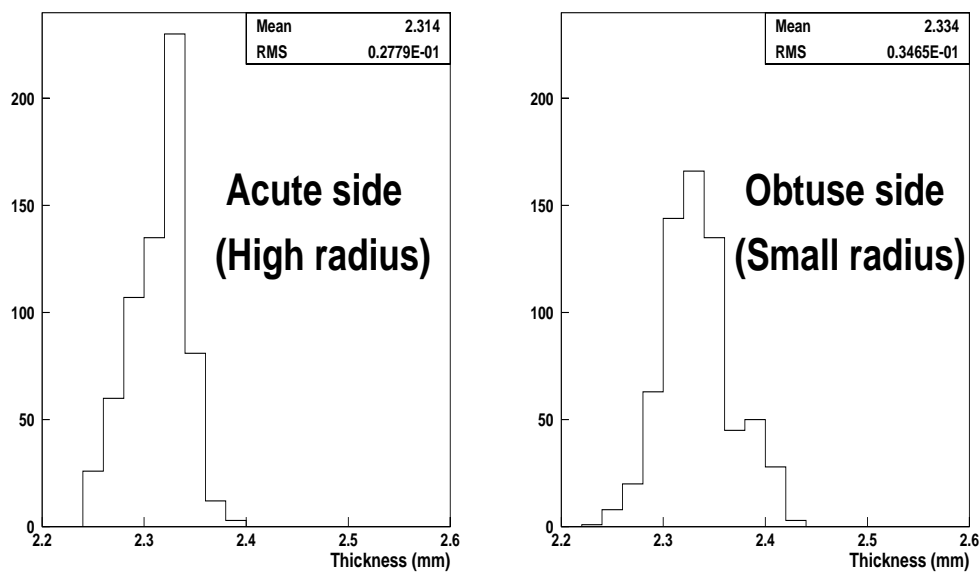 Mean 2.314
RMS 0.2779E-01
200
150
100
50
0
Acute side
(High radius)
2.2 2.3 2.4 2.5 2.6
Thickness (mm)
Mean 2.334
RMS 0.3465E-01
200
150
100
50
0
Obtuse side
(Small radius)
2.2 2.3 2.4 2.5 2.6
Thickness (mm)